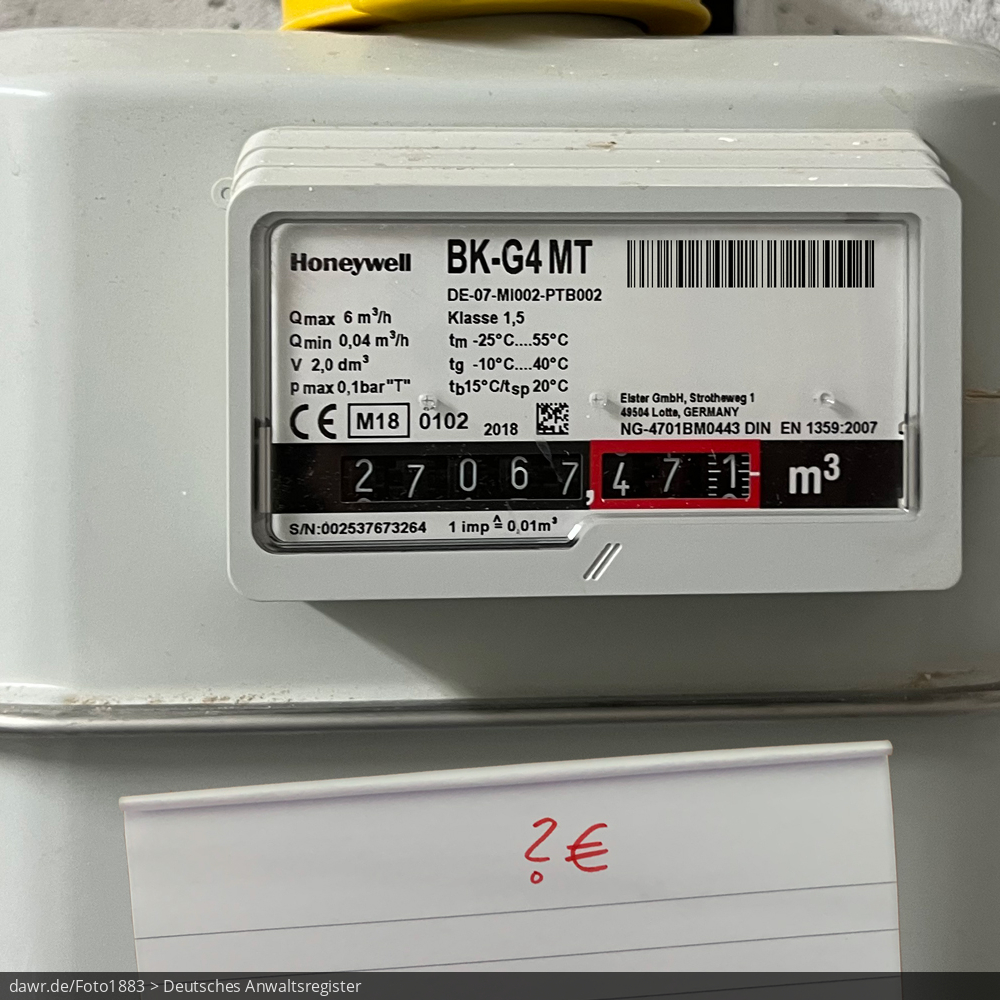 Honeywell BK-G4 MT
DE-07-MI002-PTB002
Qmax 6 m³/h Klasse 1,5
Qmin 0,04 m³/h tm -25°C....55°C
V 2,0 dm³ tg -10°C....40°C
pmax 0,1bar "T" tb15°C/tsp 20°C
Elster GmbH, Strotheweg 1
49504 Lotte, GERMANY
CE M18 0102 2018 NG-4701BM0443 DIN EN 1359:2007
27067,471 m³
S/N:002537673264 1 imp ≙ 0,01m³
?€
dawr.de/Foto1883 > Deutsches Anwaltsregister